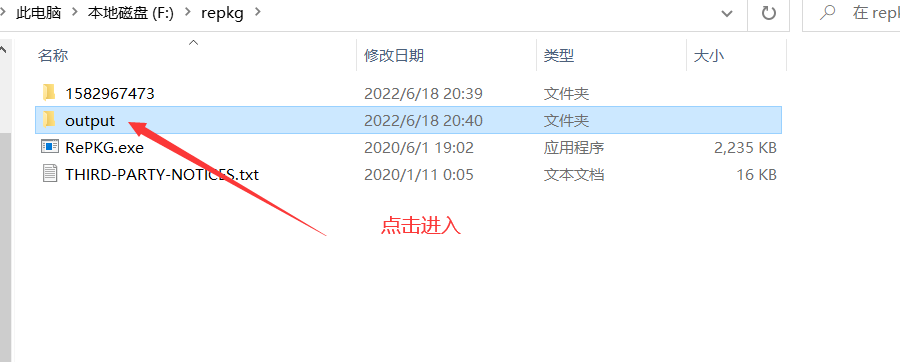 此电脑 > 本地磁盘 (F:) > repkg >
在 repl
名称 修改日期 类型 大小
1582967473 2022/6/18 20:39 文件夹
output 2022/6/18 20:40 文件夹
RePKG.exe 2020/6/1 19:02 应用程序 2,235 KB
THIRD-PARTY-NOTICES.txt 2020/1/11 0:05 文本文档 16 KB
点击进入